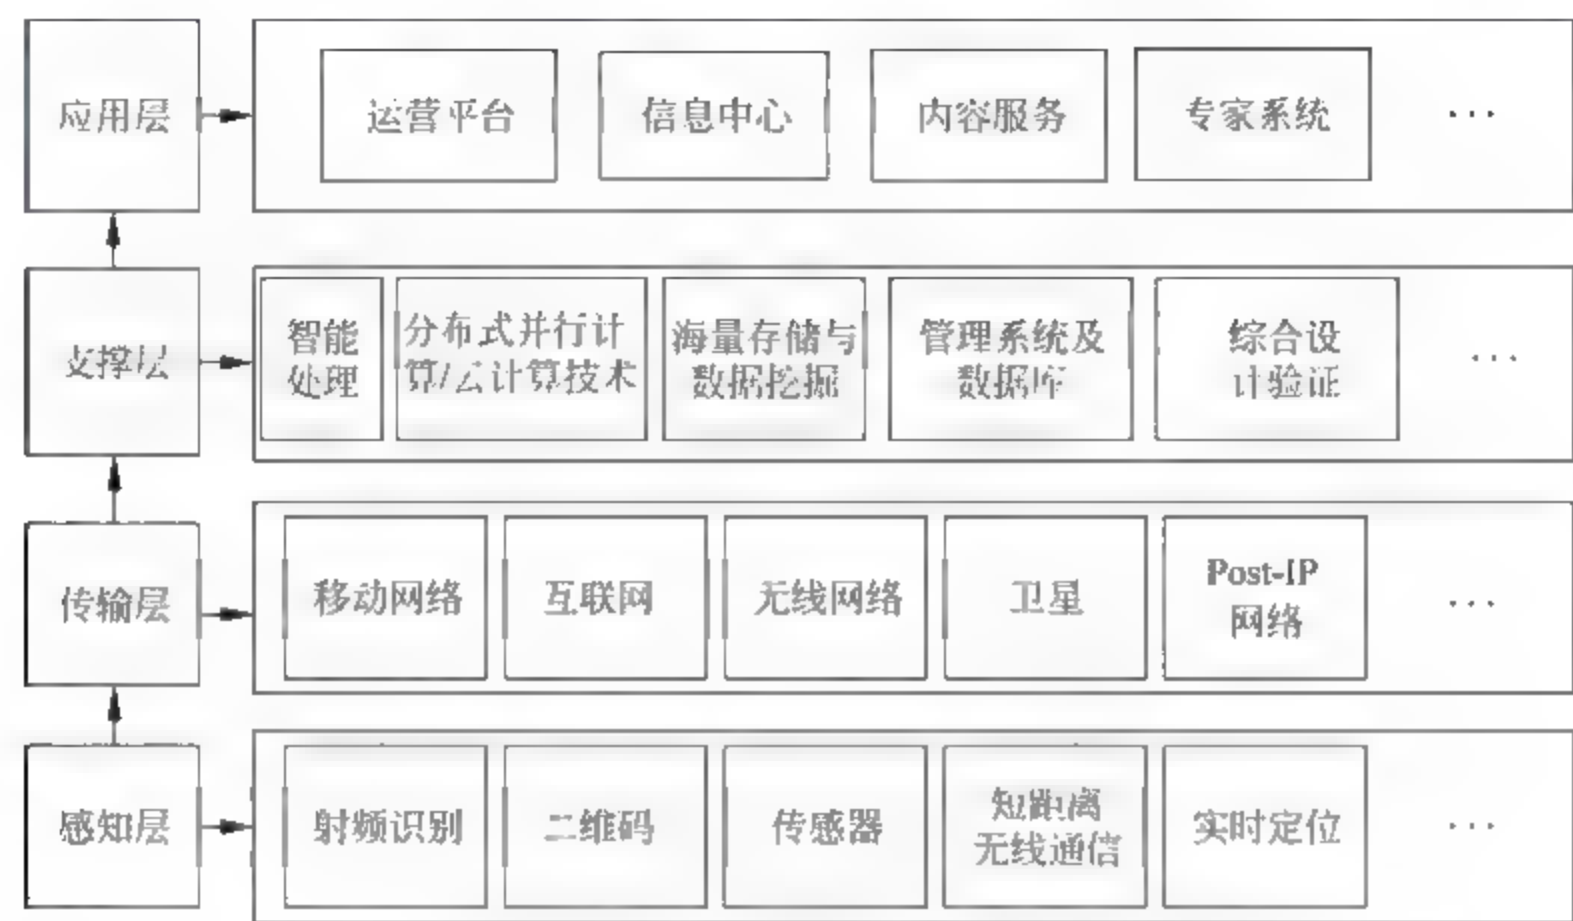 应用层
运营平台
信息中心
内容服务
专家系统
···
支撑层
智能
处理
分布式并行计
算/云计算技术
海量存储与
数据挖掘
管理系统及
数据库
综合设
计验证
···
传输层
移动网络
互联网
无线网络
卫星
Post-IP
网络
···
感知层
射频识别
二维码
传感器
短距离
无线通信
实时定位
···